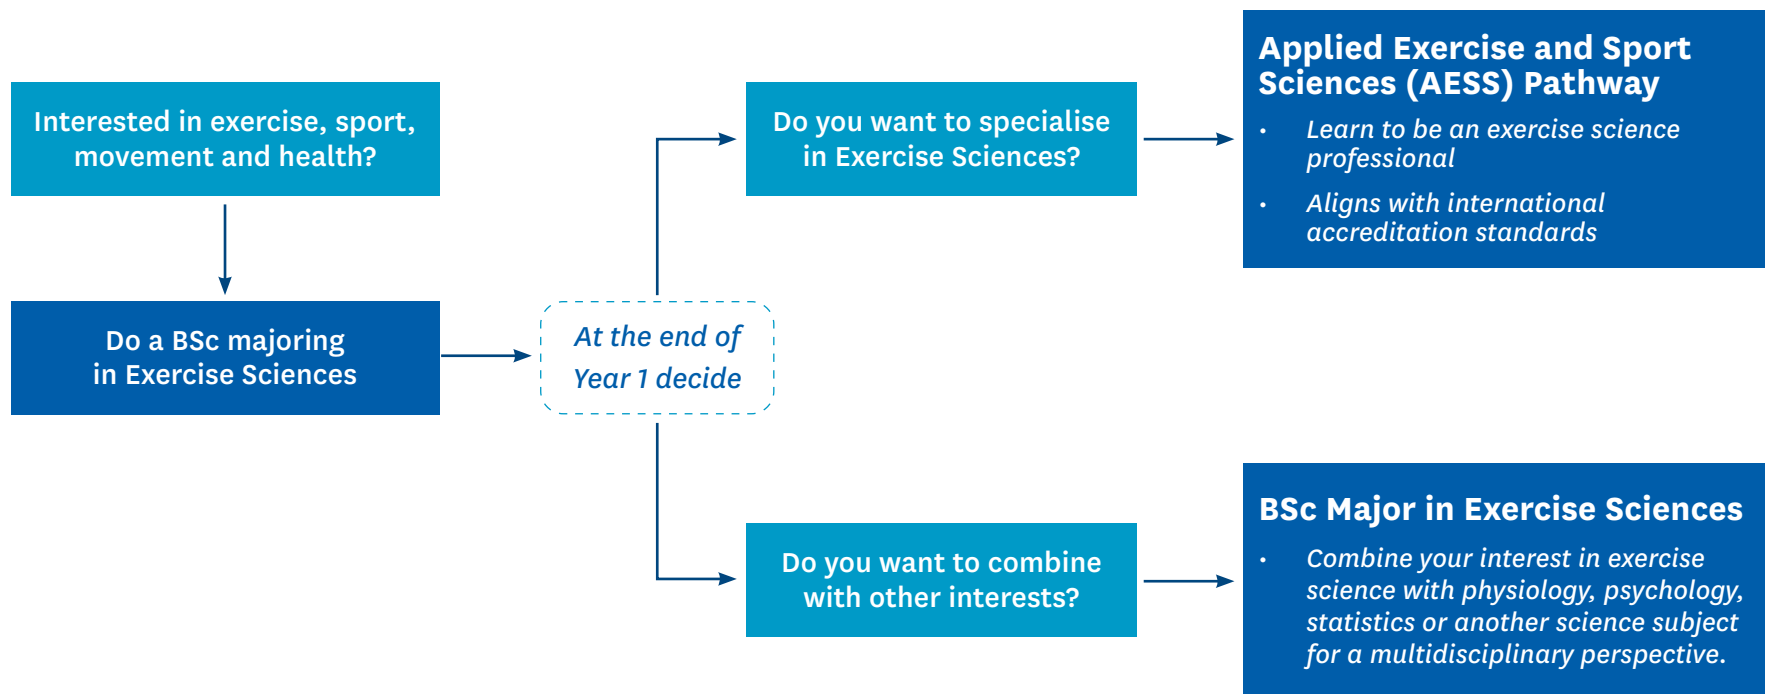 Interested in exercise, sport,
movement and health?
Do a BSc majoring
in Exercise Sciences
At the end of
Year 1 decide
Do you want to specialise
in Exercise Sciences?
Applied Exercise and Sport
Sciences (AESS) Pathway
• Learn to be an exercise science
professional
• Aligns with international
accreditation standards
Do you want to combine
with other interests?
BSc Major in Exercise Sciences
• Combine your interest in exercise
science with physiology, psychology,
statistics or another science subject
for a multidisciplinary perspective.